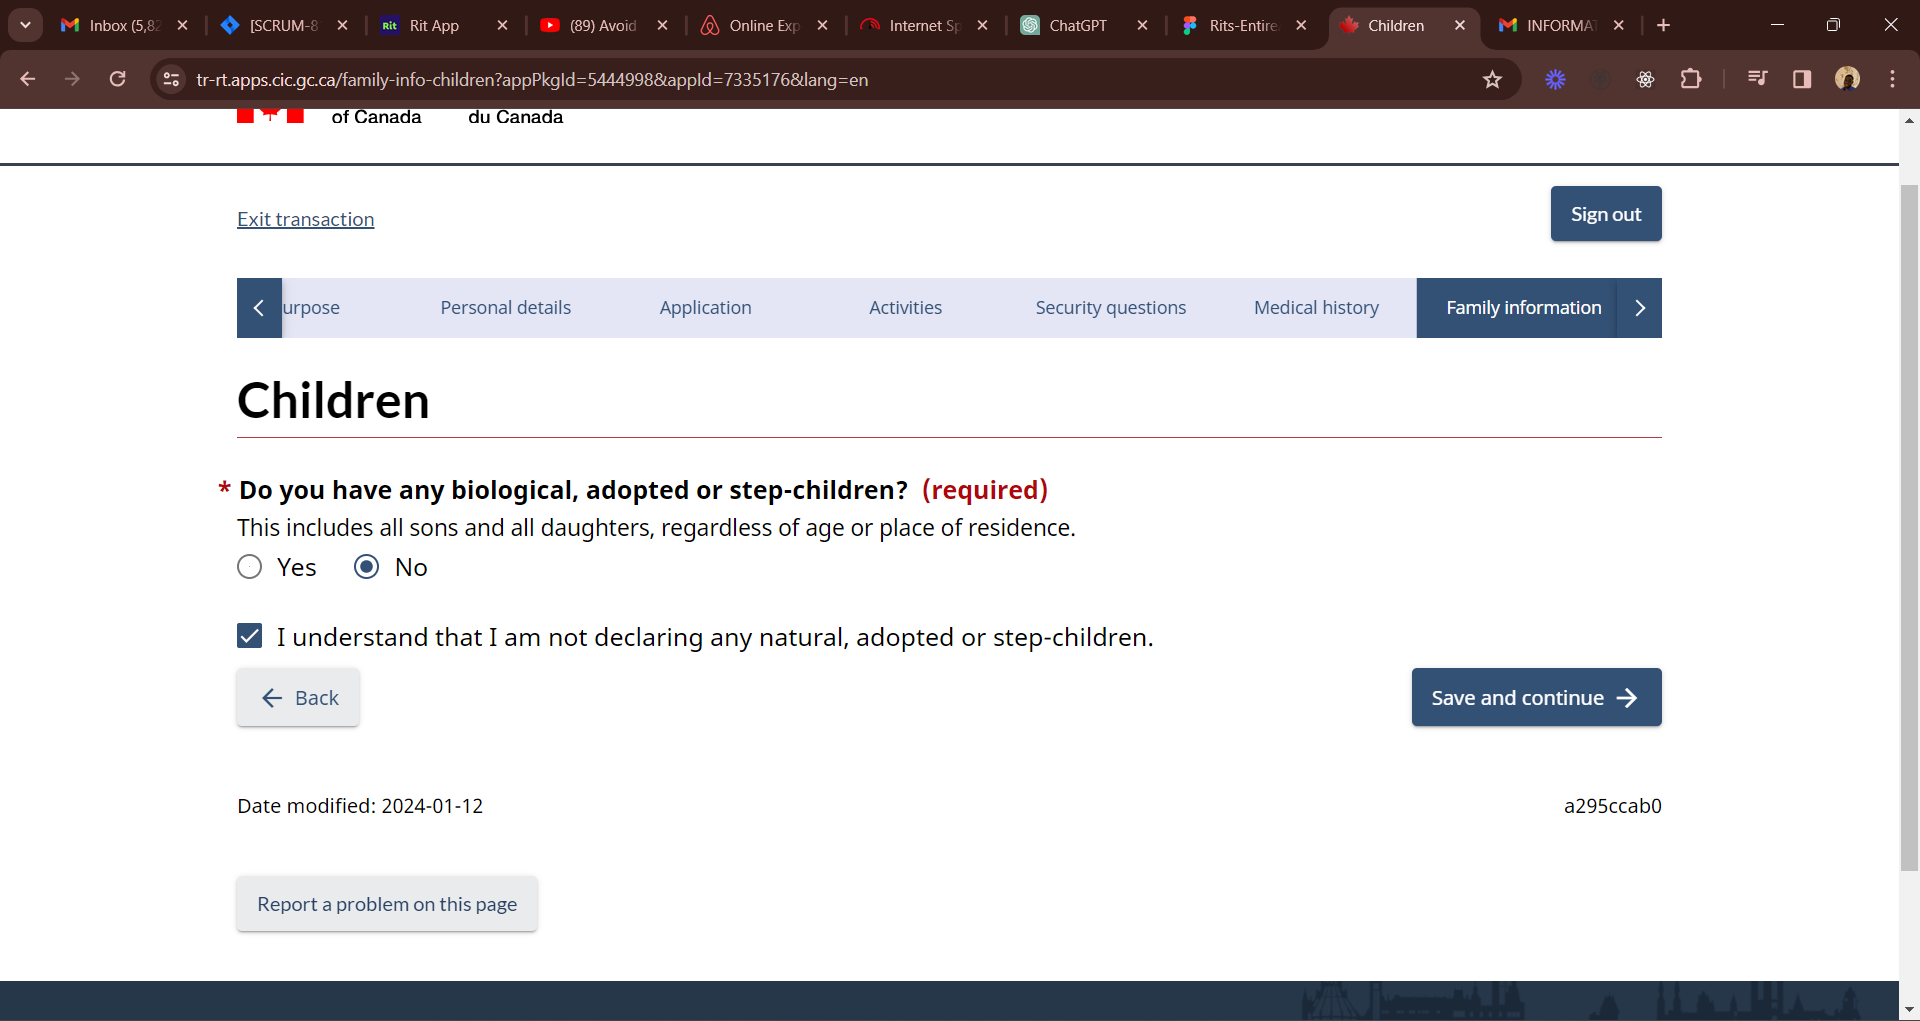 Inbox (5,82
[SCRUM-8
Rit
Rit App
(89) Avoid
Online Exp
Internet Sp
ChatGPT
Rits-Entire
Children
INFORMAT
tr-rt.apps.cic.gc.ca/family-info-children?appPkgId=5444998&appId=7335176&lang=en
of Canada du Canada
Exit transaction
Sign out
urpose
Personal details
Application
Activities
Security questions
Medical history
Family information
Children
* Do you have any biological, adopted or step-children? (required)
This includes all sons and all daughters, regardless of age or place of residence.
Yes No
I understand that I am not declaring any natural, adopted or step-children.
Back
Save and continue
Date modified: 2024-01-12
a295ccab0
Report a problem on this page